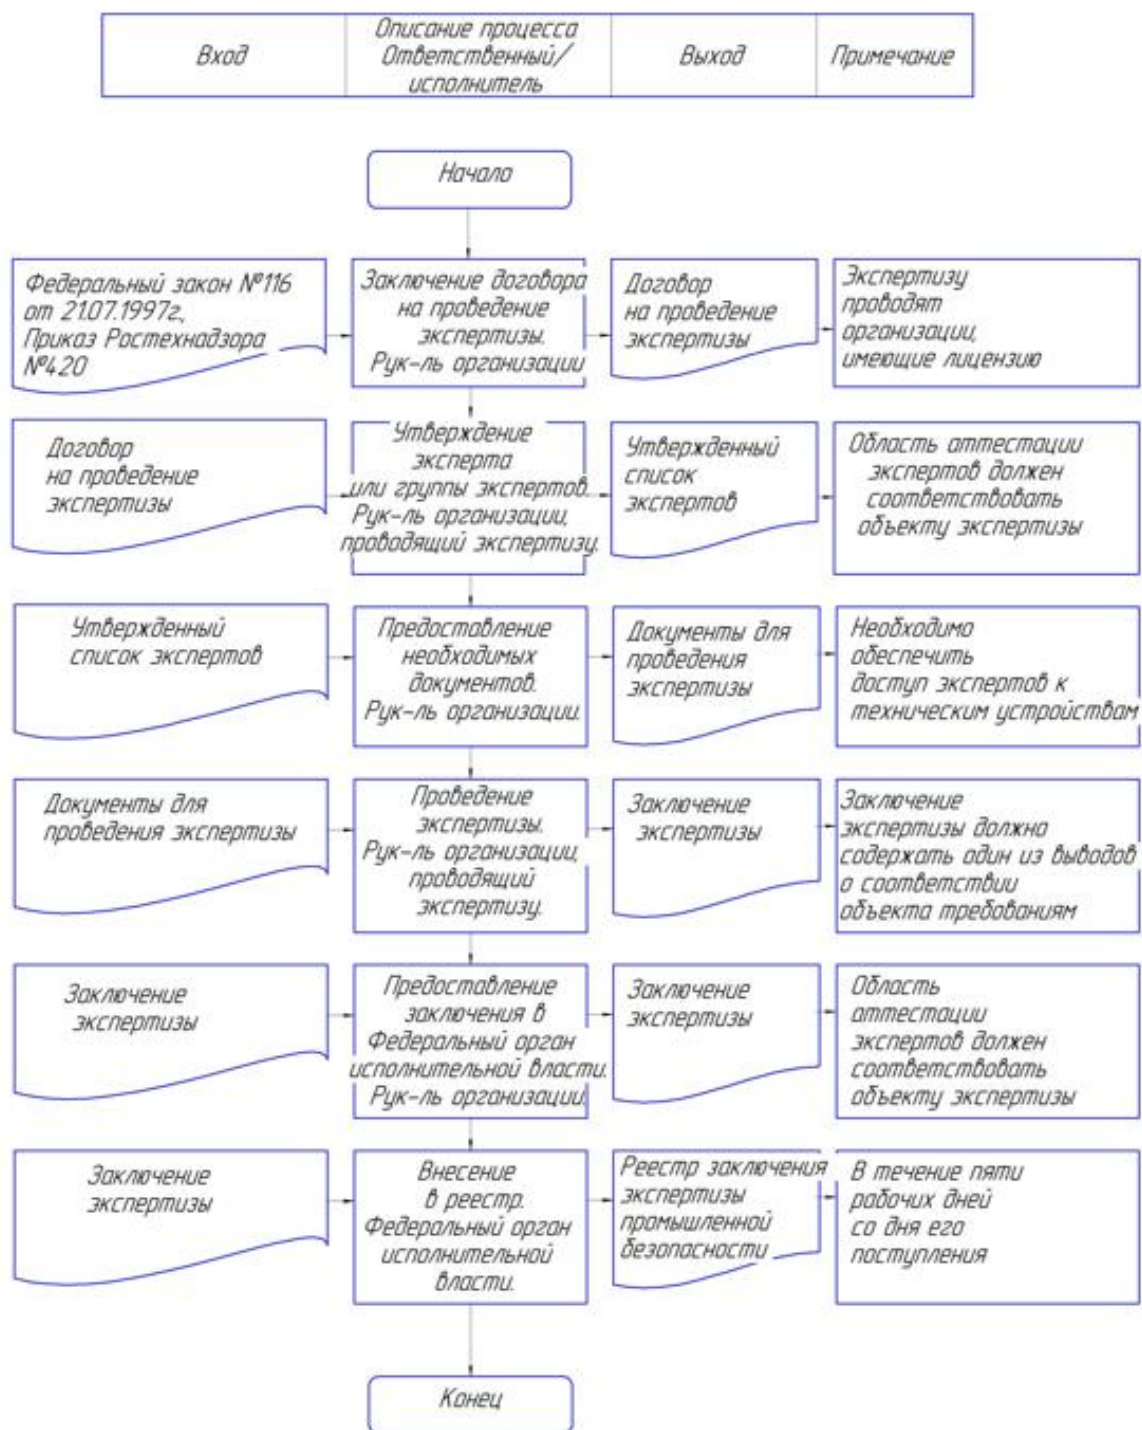 Вход
Описание процесса
Ответственный/
исполнитель
Выход
Примечание
Начало
Федеральный закон №116
от 21.07.1997г.,
Приказ Ростехнадзора
№420
Заключение договора
на проведение
экспертизы.
Рук-ль организации
Договор
на проведение
экспертизы
Экспертизу
проводят
организации,
имеющие лицензию
Договор
на проведение
экспертизы
Утверждение
эксперта
или группы экспертов.
Рук-ль организации,
проводящий экспертизу.
Утвержденный
список
экспертов
Область аттестации
экспертов должен
соответствовать
объекту экспертизы
Утвержденный
список экспертов
Предоставление
необходимых
документов.
Рук-ль организации.
Документы для
проведения
экспертизы
Необходимо
обеспечить
доступ экспертов к
техническим устройствам
Документы для
проведения экспертизы
Проведение
экспертизы.
Рук-ль организации,
проводящий
экспертизу.
Заключение
экспертизы
Заключение
экспертизы должно
содержать один из выводов
о соответствии
объекта требованиям
Заключение
экспертизы
Предоставление
заключения в
Федеральный орган
исполнительной власти.
Рук-ль организации.
Заключение
экспертизы
Область
аттестации
экспертов должен
соответствовать
объекту экспертизы
Заключение
экспертизы
Внесение
в реестр.
Федеральный орган
исполнительной
власти.
Реестр заключения
экспертизы
промышленной
безопасности
В течение пяти
рабочих дней
со дня его
поступления
Конец